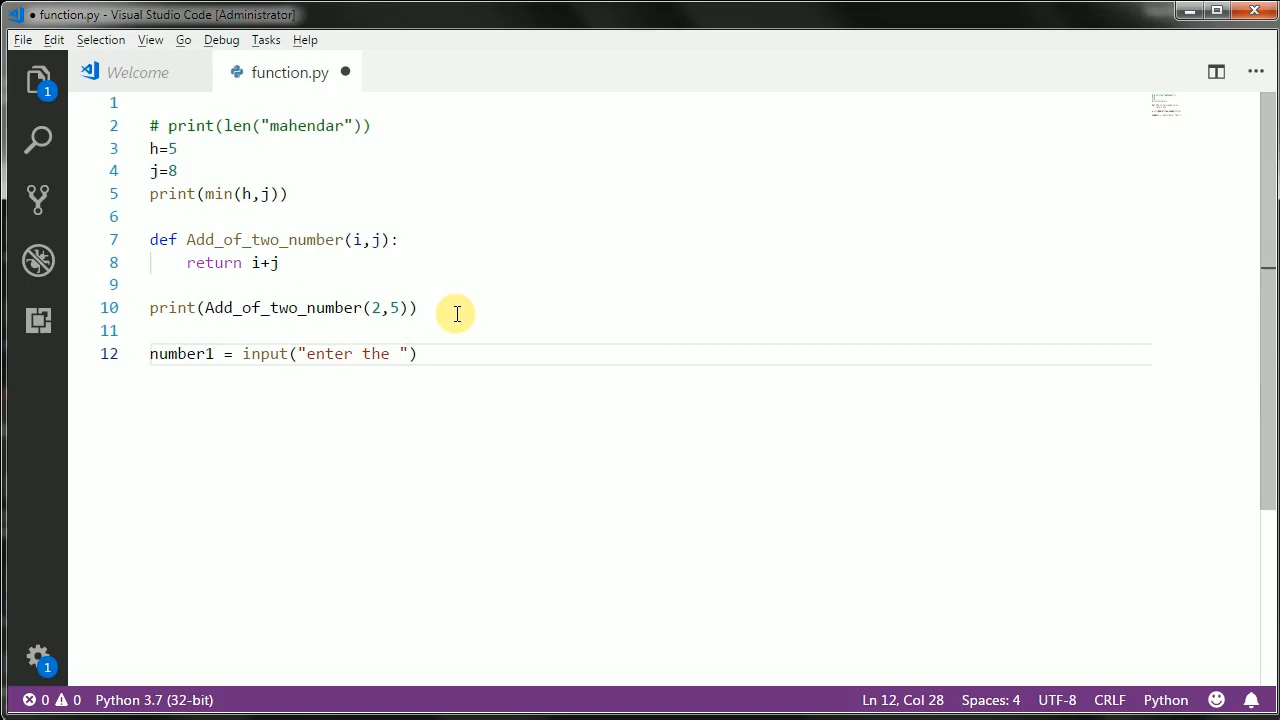 ● function.py - Visual Studio Code [Administrator]
File Edit Selection View Go Debug Tasks Help
Welcome function.py ●
1
2 # print(len("mahendar"))
3 h=5
4 j=8
5 print(min(h,j))
6
7 def Add_of_two_number(i,j):
8 return i+j
9
10 print(Add_of_two_number(2,5))
11
12 number1 = input("enter the ")
1
1
0 0 Python 3.7 (32-bit) Ln 12, Col 28 Spaces: 4 UTF-8 CRLF Python